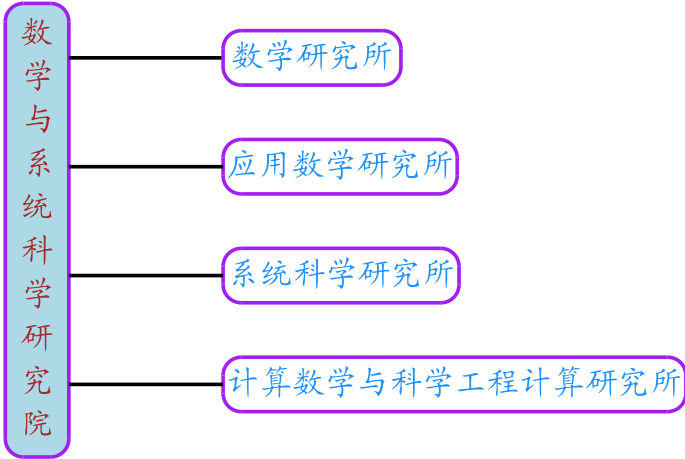 数学与系统科学研究院
数学研究所
应用数学研究所
系统科学研究所
计算数学与科学工程计算研究所